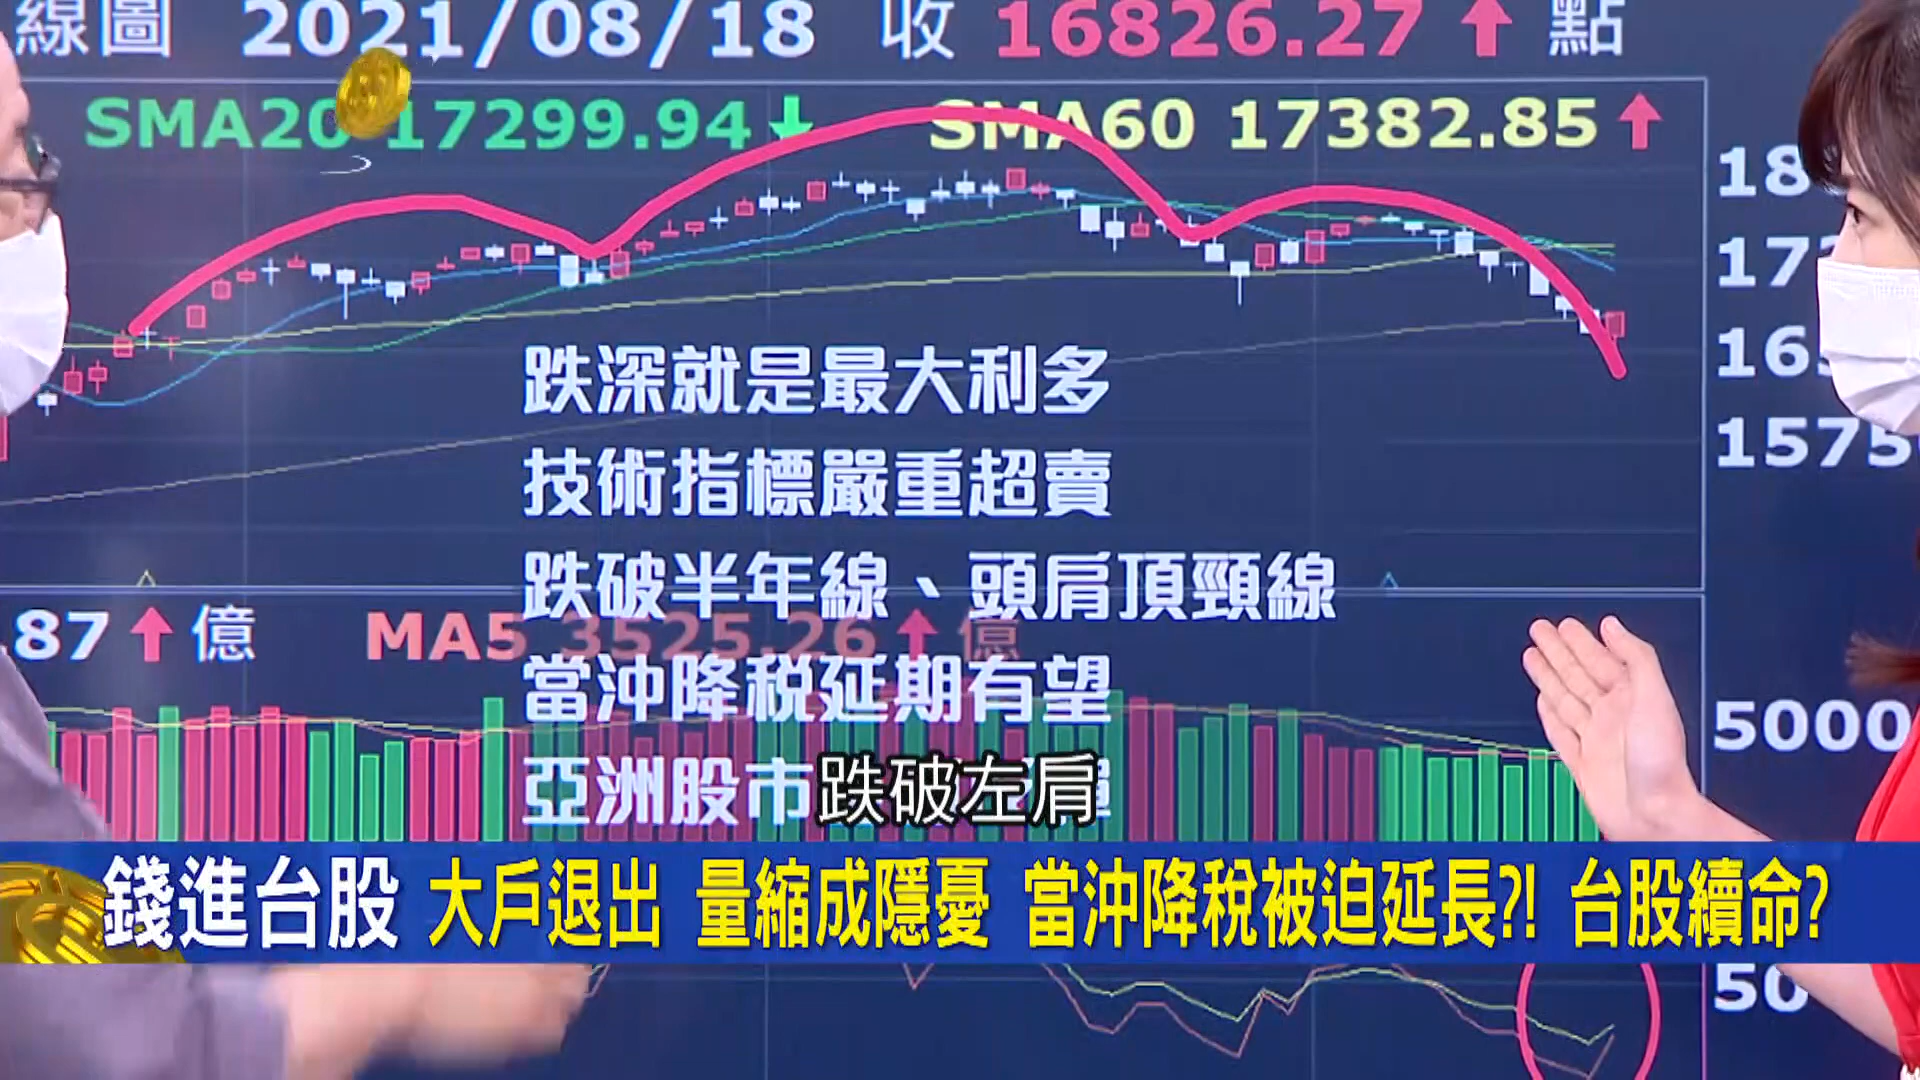 線圖 2021/08/18 收 16826.27↑點
SMA20 17299.94↓ SMA60 17382.85↑
18
17
16
1575
跌深就是最大利多
技術指標嚴重超賣
跌破半年線、頭肩頂頸線
.87↑億 MA5 3525.26↑億
當沖降稅延期有望
5000
亞洲股市
跌破左肩
錢進台股 大戶退出 量縮成隱憂 當沖降稅被迫延長?! 台股續命?
50